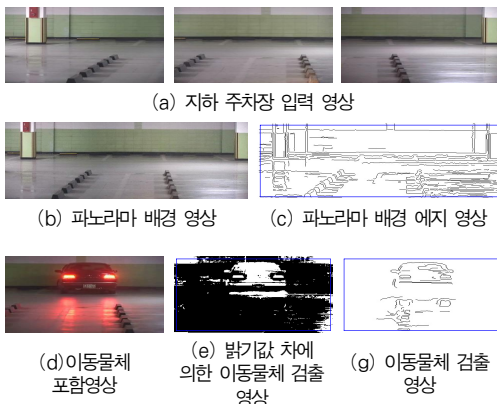 (a) 지하 주차장 입력 영상
(b) 파노라마 배경 영상
(c) 파노라마 배경 에지 영상
(d)이동물체
포함영상
(e) 밝기값 차에
의한 이동물체 검출
영상
(g) 이동물체 검출
영상